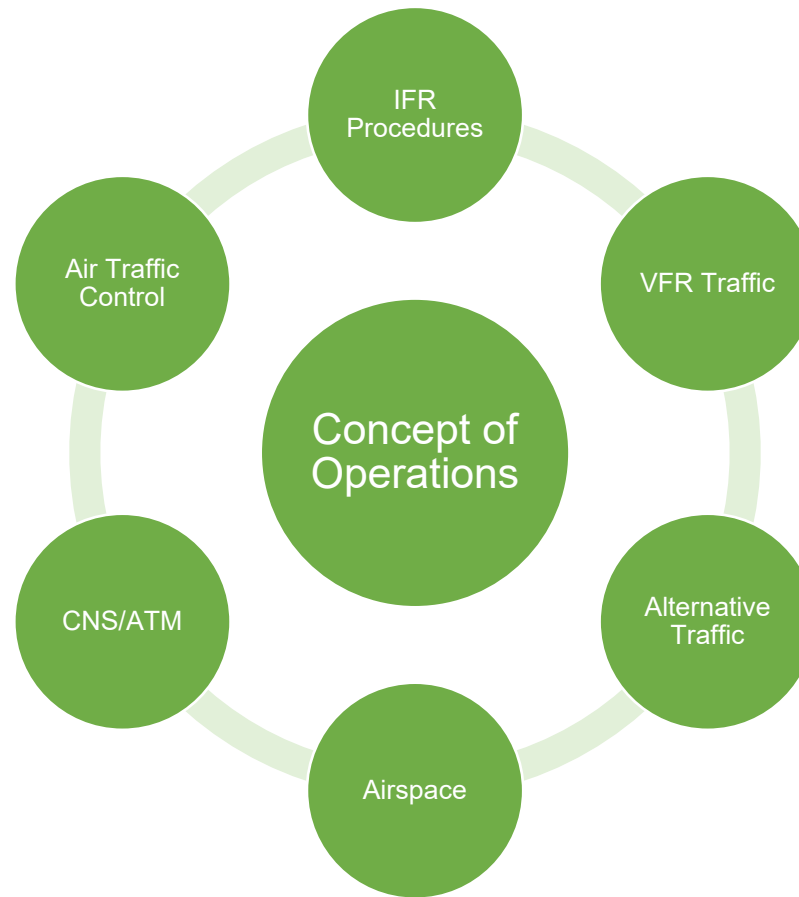 IFR
Procedures
Air Traffic
Control
VFR Traffic
Concept of
Operations
CNS/ATM
Alternative
Traffic
Airspace